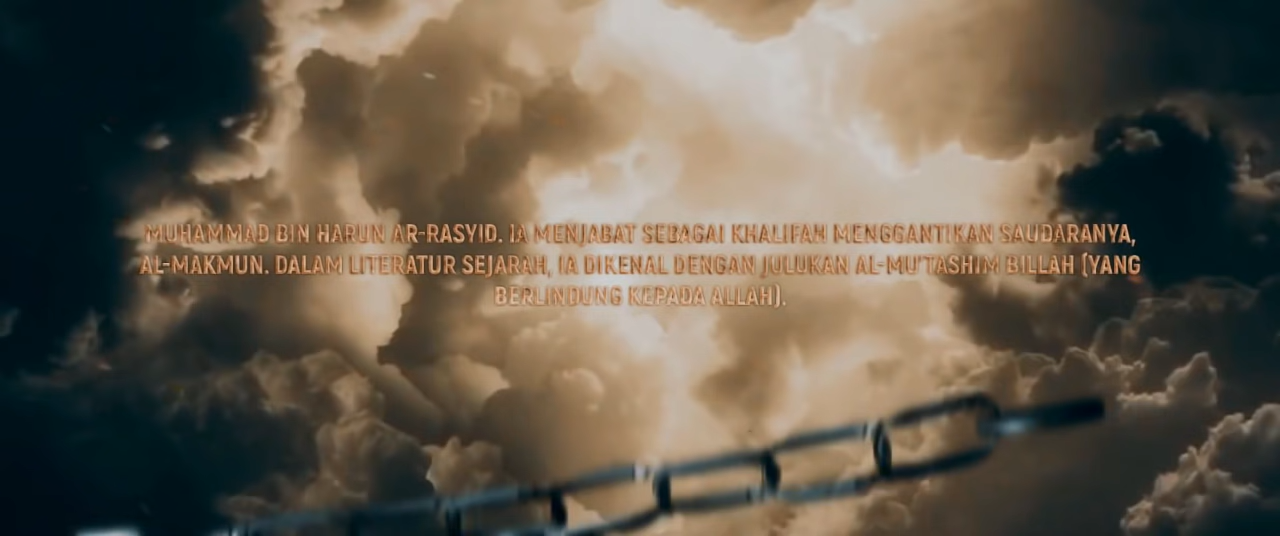 MUHAMMAD BIN HARUN AR-RASYID. IA MENJABAT SEBAGAI KHALIFAH MENGGANTIKAN SAUDARANYA,
AL-MAKMUN. DALAM LITERATUR SEJARAH, IA DIKENAL DENGAN JULUKAN AL-MU'TASHIM BILLAH (YANG
BERLINDUNG KEPADA ALLAH).